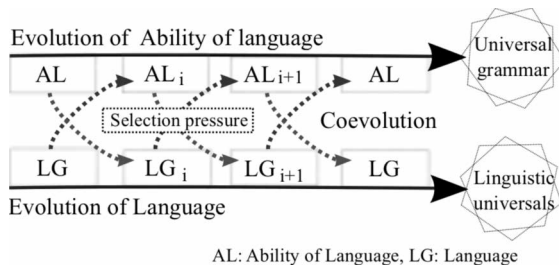 Evolution of Ability of language
Universal
grammar
AL AL i AL i+1 AL
Selection pressure
Coevolution
LG LG i LG i+1 LG
Linguistic
universals
Evolution of Language
AL: Ability of Language, LG: Language